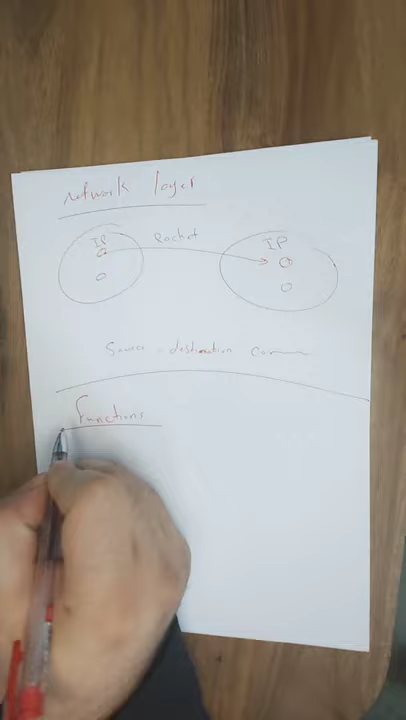 Network layer
IP Packet IP
Source - destination
Functions